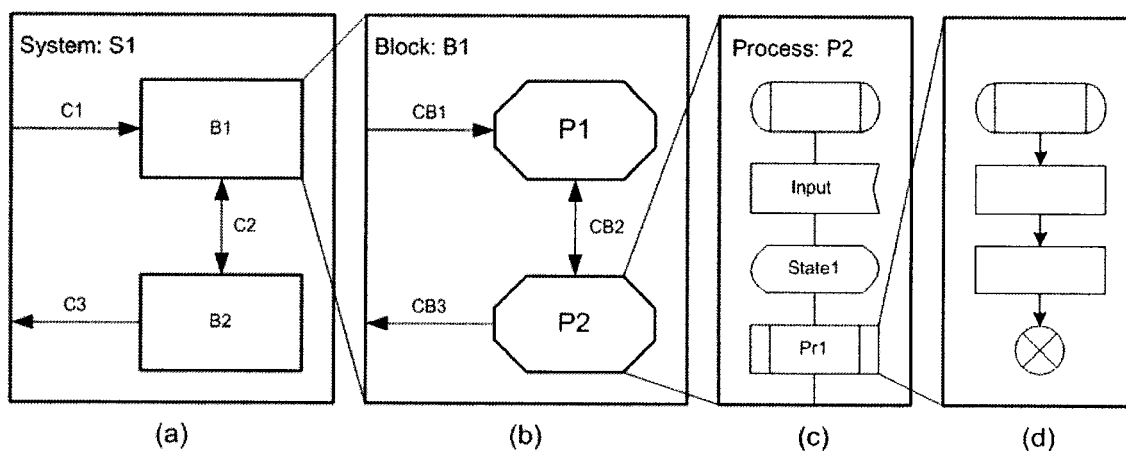 System: S1
C1
B1
C2
C3
B2
(a)
Block: B1
CB1
P1
CB2
CB3
P2
(b)
Process: P2
Input
State1
Pr1
(c)
(d)